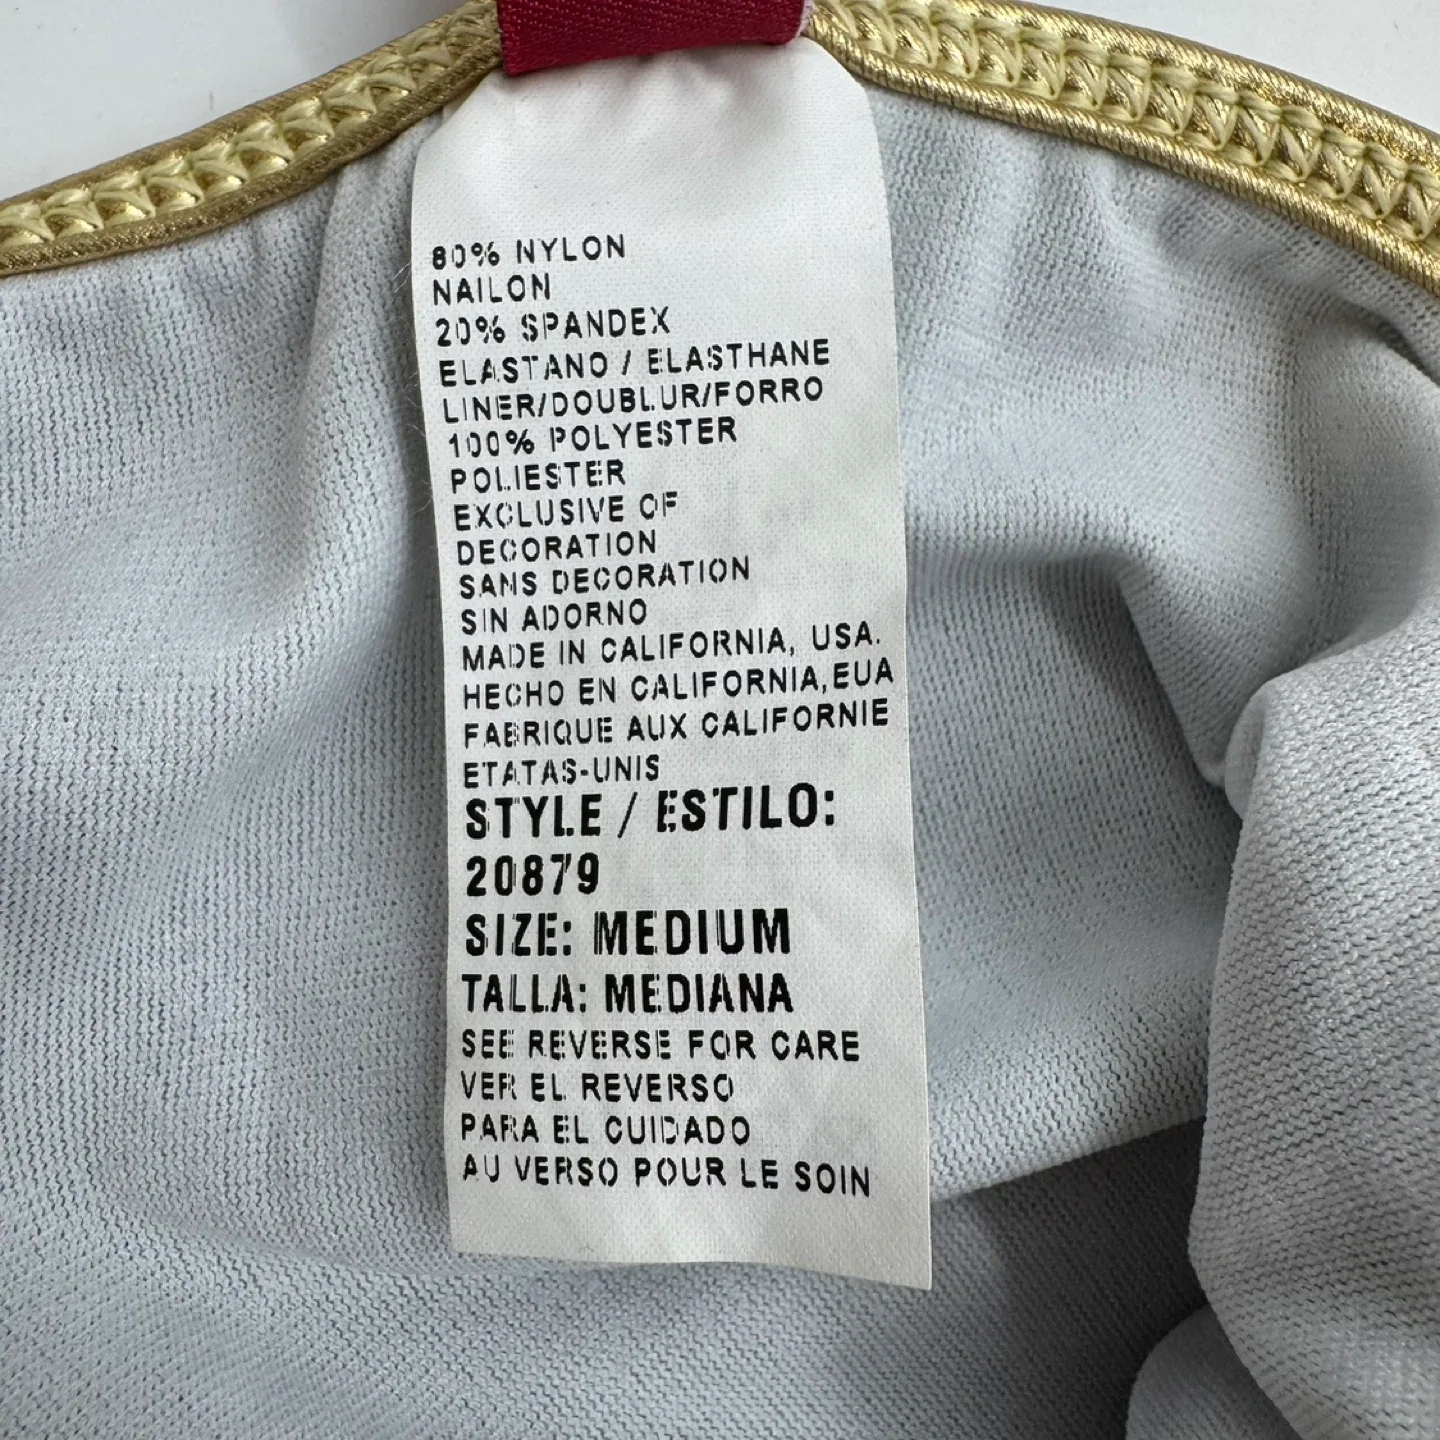 80% NYLON
NAILON
20% SPANDEX
ELASTANO / ELASTHANE
LINER/DOUBLUR/FORRO
100% POLYESTER
POLIESTER
EXCLUSIVE OF
DECORATION
SANS DECORATION
SIN ADORNO
MADE IN CALIFORNIA, USA.
HECHO EN CALIFORNIA,EUA
FABRIQUE AUX CALIFORNIE
ETATAS-UNIS
STYLE / ESTILO:
20879
SIZE: MEDIUM
TALLA: MEDIANA
SEE REVERSE FOR CARE
VER EL REVERSO
PARA EL CUIDADO
AU VERSO POUR LE SOIN